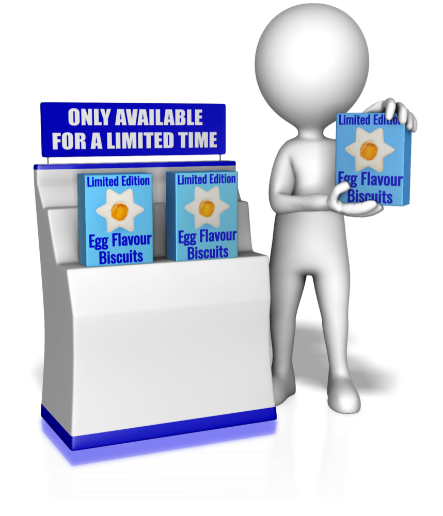 ONLY AVAILABLE
FOR A LIMITED TIME
Limited Edition
Egg Flavour
Biscuits
Limited Edition
Egg Flavour
Biscuits
Limited
Egg Flavour
Biscuits